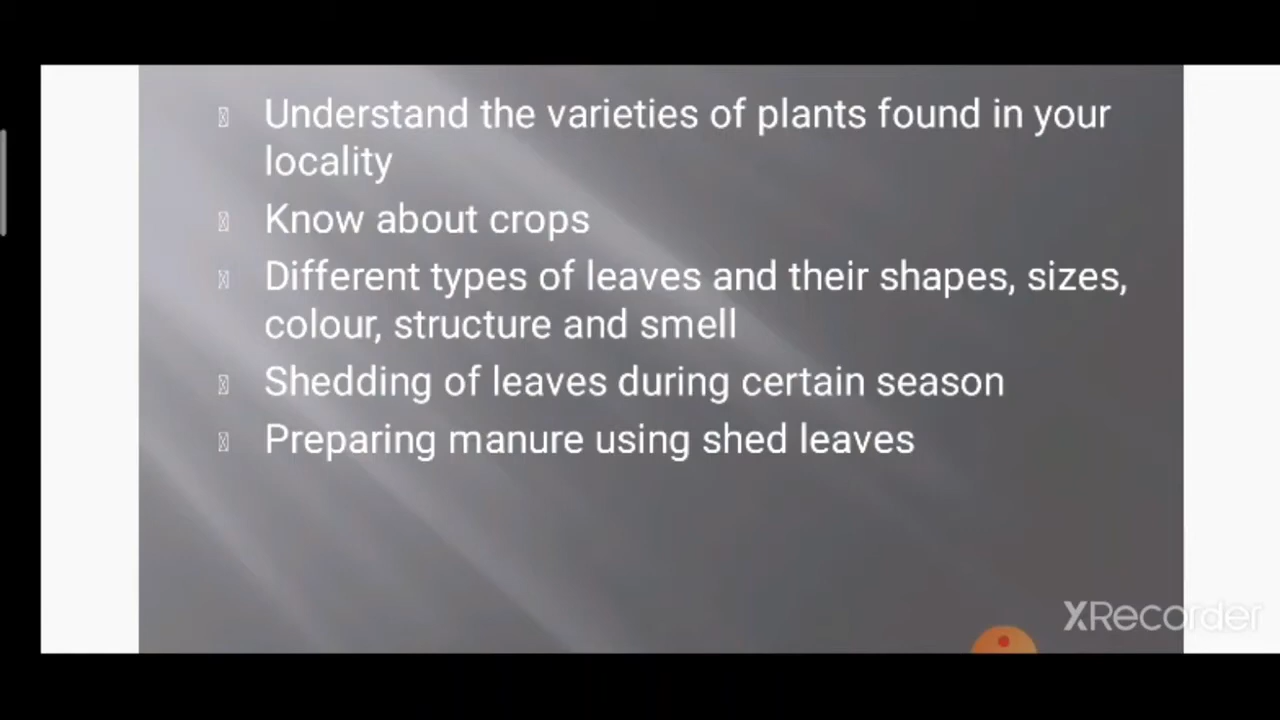 Understand the varieties of plants found in your
locality
Know about crops
Different types of leaves and their shapes, sizes,
colour, structure and smell
Shedding of leaves during certain season
Preparing manure using shed leaves
XRecorder